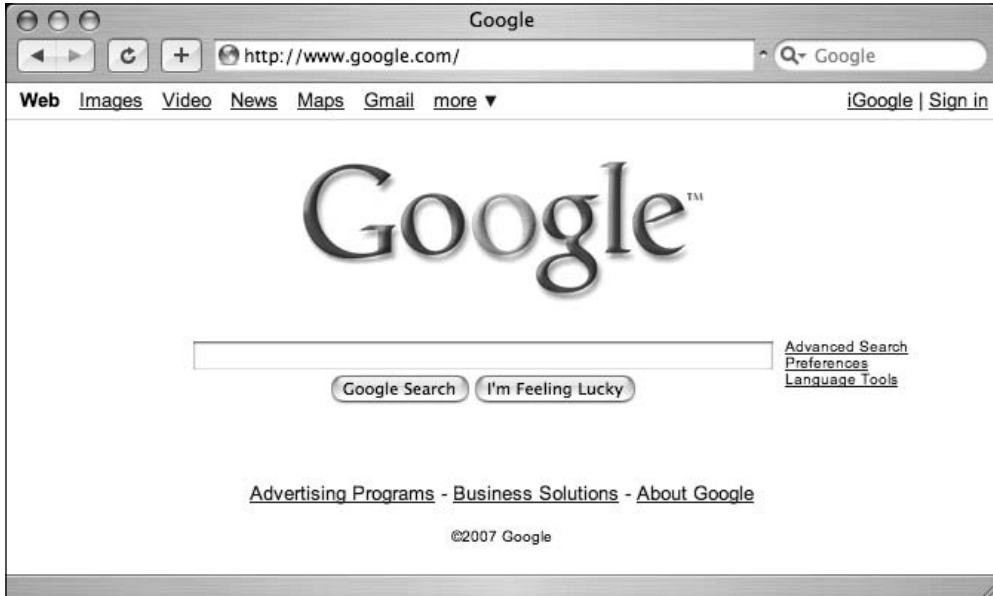 Google
http://www.google.com/ Google
Web Images Video News Maps Gmail more ▼ iGoogle | Sign in
Google™
Advanced Search
Preferences
Language Tools
Google Search I'm Feeling Lucky
Advertising Programs - Business Solutions - About Google
©2007 Google